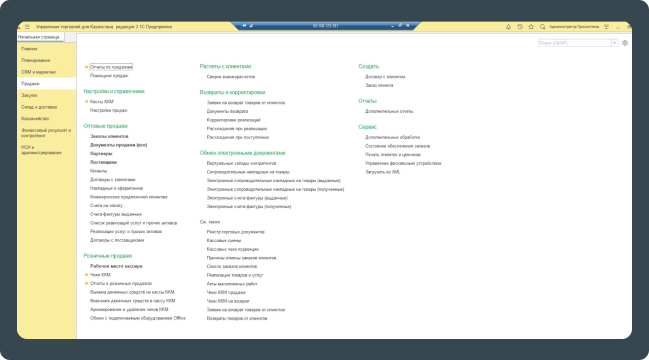 Управление торговлей для Казахстана, редакция 3 1С:Предприятие
Администратор
Начальная страница
Отчеты по продажам
Поиск (Ctrl+F)
Главное
Планирование
CRM и маркетинг
Продажи
Закупки
Склад и доставка
Казначейство
Финансовый результат и контроллинг
НСИ и администрирование
Отчеты по продажам
Помощник продаж
Настройки и справочники
Кассы ККМ
Настройки продаж
Оптовые продажи
Заказы клиентов
Документы продажи (все)
Партнеры
Поставщики
Клиенты
Договоры с клиентами
Накладные к оформлению
Коммерческие предложения клиентам
Счета на оплату
Счета-фактуры выданные
Список реализаций услуг и прочих активов
Реализации услуг и прочих активов
Договоры с поставщиками
Розничные продажи
Рабочее место кассира
Чеки ККМ
Отчеты о розничных продажах
Выемка денежных средств из кассы ККМ
Внесение денежных средств в кассу ККМ
Архивирование и удаление чеков ККМ
Обмен с подключаемым оборудованием Offline
Расчеты с клиентами
Сверки взаиморасчетов
Возвраты и корректировки
Заявки на возврат товаров от клиентов
Документы возврата
Корректировки реализаций
Расхождения при реализации
Расхождения при поступлении
Обмен электронными документами
Виртуальные склады контрагентов
Сопроводительные накладные на товары
Электронные сопроводительные накладные на товары (выданные)
Электронные сопроводительные накладные на товары (полученные)
Электронные счета-фактуры (выданные)
Электронные счета-фактуры (полученные)
См. также
Реестр торговых документов
Кассовые смены
Кассовые чеки коррекции
Причины отмены заказов клиентов
Список заказов клиентов
Реализации товаров и услуг
Акты выполненных работ
Чеки ККМ продажи
Чеки ККМ на возврат
Заявки на возврат товаров от клиентов
Возвраты товаров от клиентов
Создать
Договор с клиентом
Заказ клиента
Отчеты
Дополнительные отчеты
Сервис
Дополнительные обработки
Состояние обеспечения заказов
Печать этикеток и ценников
Управление фискальным устройством
Загрузить из XML